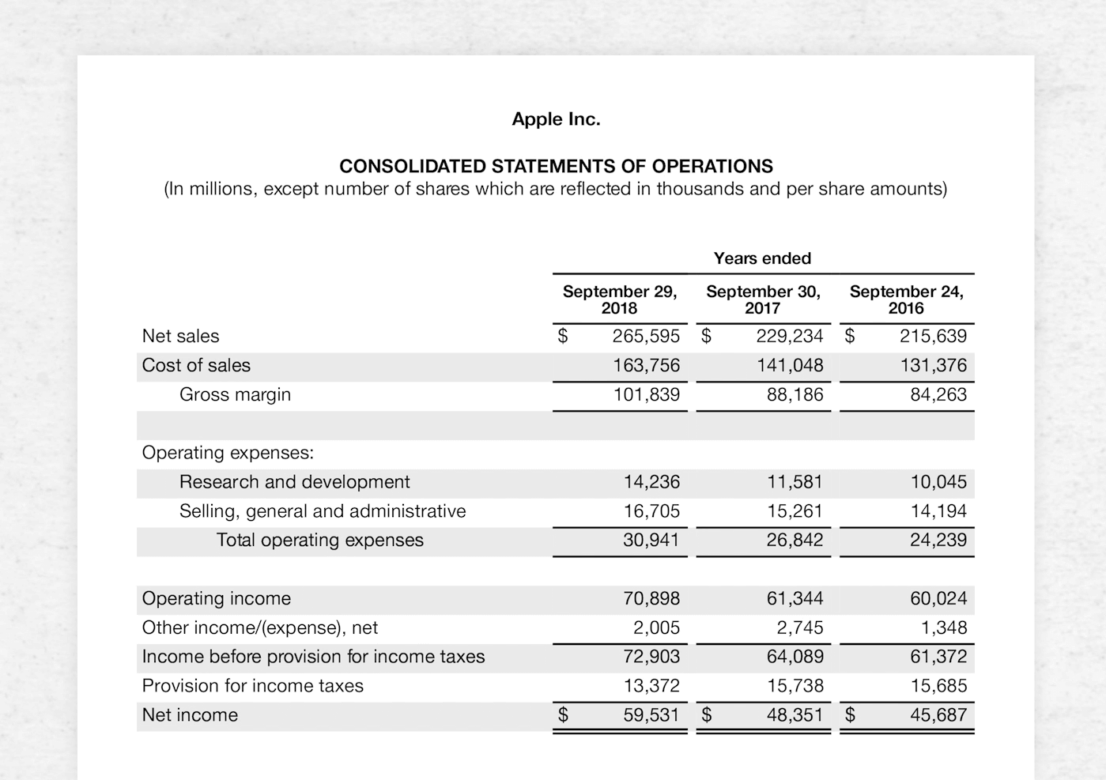 Apple Inc.
CONSOLIDATED STATEMENTS OF OPERATIONS
(In millions, except number of shares which are reflected in thousands and per share amounts)
Years ended
September 29, 2018 September 30, 2017 September 24, 2016
Net sales $ 265,595 $ 229,234 $ 215,639
Cost of sales 163,756 141,048 131,376
Gross margin 101,839 88,186 84,263
Operating expenses:
Research and development 14,236 11,581 10,045
Selling, general and administrative 16,705 15,261 14,194
Total operating expenses 30,941 26,842 24,239
Operating income 70,898 61,344 60,024
Other income/(expense), net 2,005 2,745 1,348
Income before provision for income taxes 72,903 64,089 61,372
Provision for income taxes 13,372 15,738 15,685
Net income $ 59,531 $ 48,351 $ 45,687